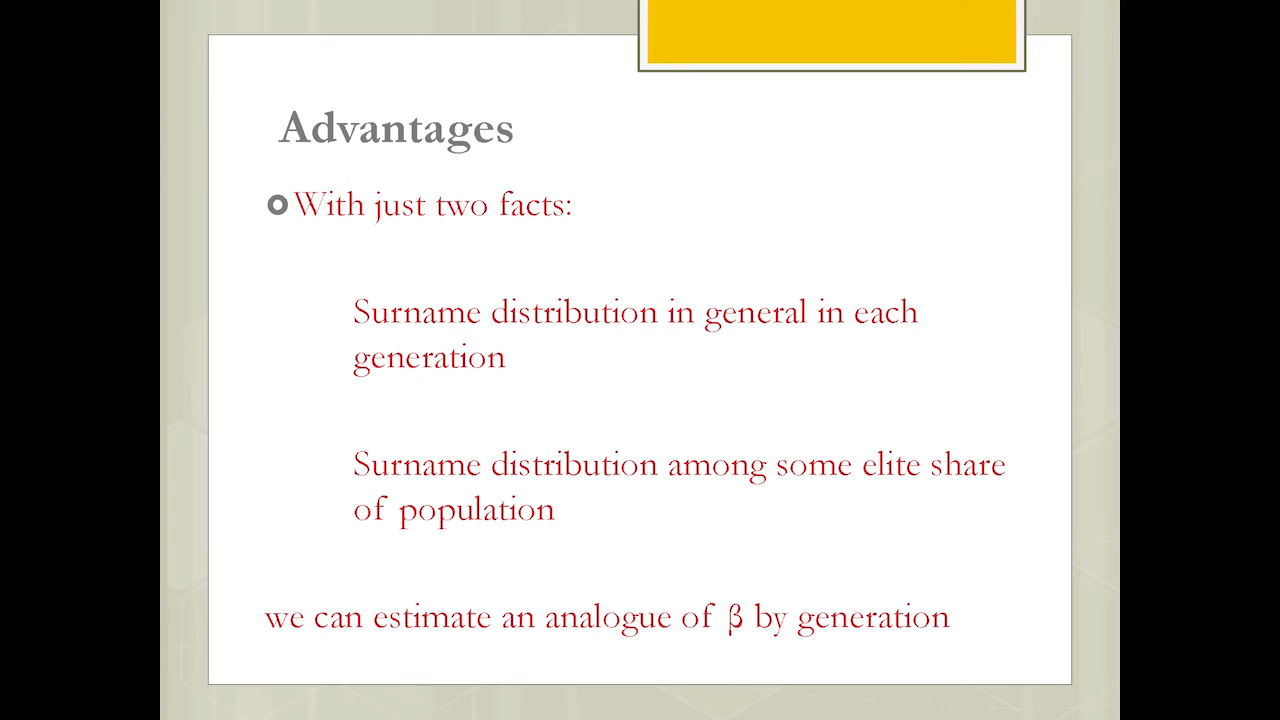 Advantages
With just two facts:
Surname distribution in general in each
generation
Surname distribution among some elite share
of population
we can estimate an analogue of β by generation